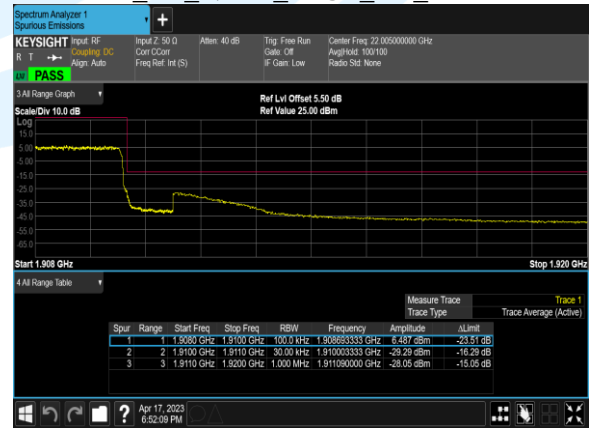 Spectrum Analyzer 1
Spurious Emissions
+
KEYSIGHT Input: RF Input Z: 50 Ω Atten: 40 dB Trig: Free Run Center Freq: 22.005000000 GHz
R T Coupling: DC Corr CCorr Gate: Off Avg|Hold: 100/100
Align: Auto Freq Ref: Int (S) IF Gain: Low Radio Std: None
PASS
3 All Range Graph
Ref Lvl Offset 5.50 dB
Scale/Div 10.0 dB Ref Value 25.00 dBm
Log
15.0
5.00
-5.00
-15.0
-25.0
-35.0
-45.0
-55.0
-65.0
Start 1.908 GHz Stop 1.920 GHz
4 All Range Table
Measure Trace Trace 1
Trace Type Trace Average (Active)
Spur Range Start Freq Stop Freq RBW Frequency Amplitude ΔLimit
1 1 1.9080 GHz 1.9100 GHz 100.0 kHz 1.908693333 GHz 6.487 dBm -23.51 dB
2 2 1.9100 GHz 1.9110 GHz 30.00 kHz 1.910003333 GHz -29.29 dBm -16.29 dB
3 3 1.9110 GHz 1.9200 GHz 1.000 MHz 1.911090000 GHz -28.05 dBm -15.05 dB
? Apr 17, 2023
6:52:09 PM